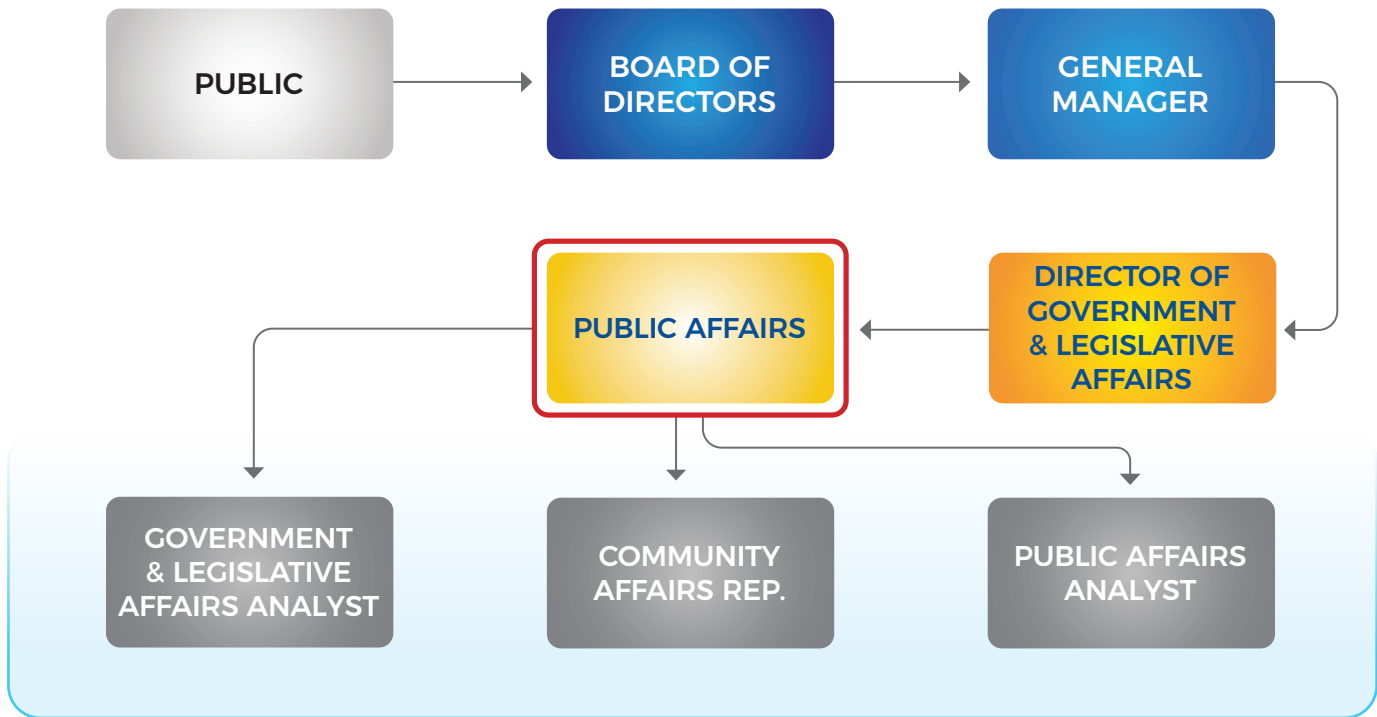 PUBLIC
BOARD OF
DIRECTORS
GENERAL
MANAGER
DIRECTOR OF
GOVERNMENT
& LEGISLATIVE
AFFAIRS
PUBLIC AFFAIRS
GOVERNMENT
& LEGISLATIVE
AFFAIRS ANALYST
COMMUNITY
AFFAIRS REP.
PUBLIC AFFAIRS
ANALYST